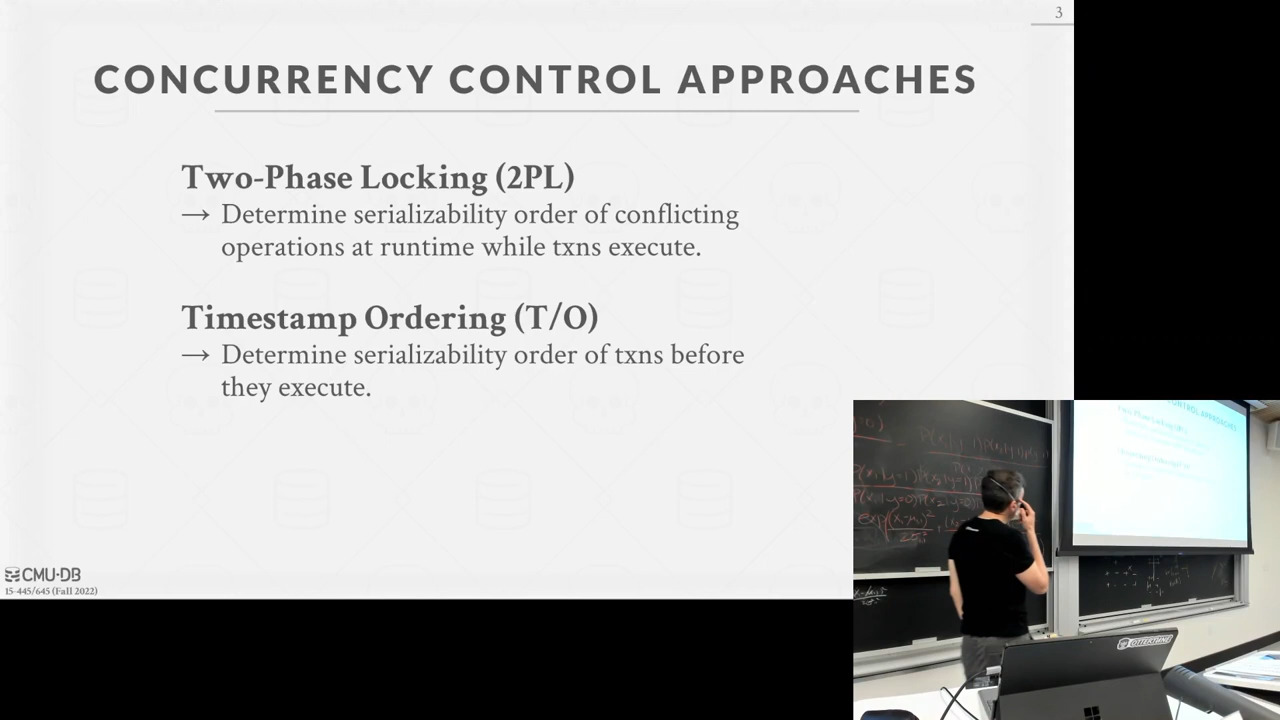 3
CONCURRENCY CONTROL APPROACHES
Two-Phase Locking (2PL)
→ Determine serializability order of conflicting
operations at runtime while txns execute.
Timestamp Ordering (T/O)
→ Determine serializability order of txns before
they execute.
CMU·DB
15-445/645 (Fall 2022)
OTTERTUNE